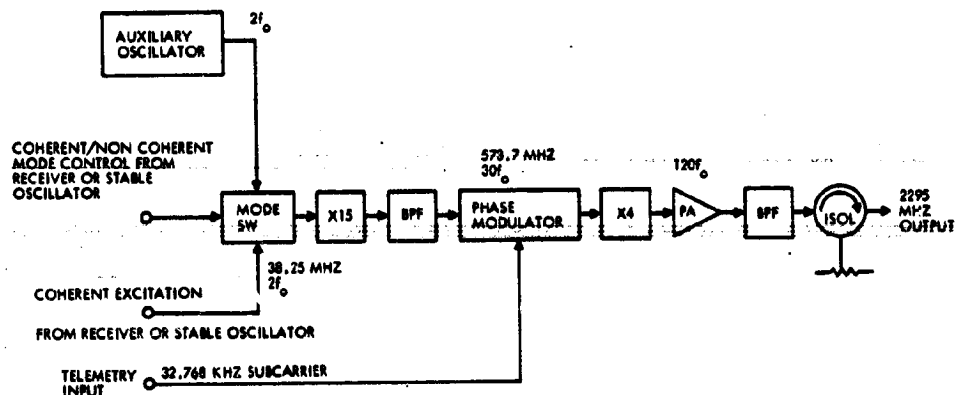 2f₀
AUXILIARY
OSCILLATOR
COHERENT/NON COHERENT
MODE CONTROL FROM
RECEIVER OR STABLE
OSCILLATOR
MODE
SW
X15
BPF
573.7 MHZ
30f₀
PHASE
MODULATOR
X4
120f₀
PA
BPF
ISOL
2295
MHZ
OUTPUT
38.25 MHZ
2f₀
COHERENT EXCITATION
FROM RECEIVER OR STABLE OSCILLATOR
TELEMETRY
INPUT
32.768 KHZ SUBCARRIER